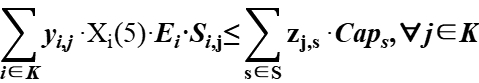 ∑_{i∈K} y_{i,j} · X_i(5) · E_i · S_{i,j} ≤ ∑_{s∈S} z_{j,s} · Cap_s, ∀j∈K